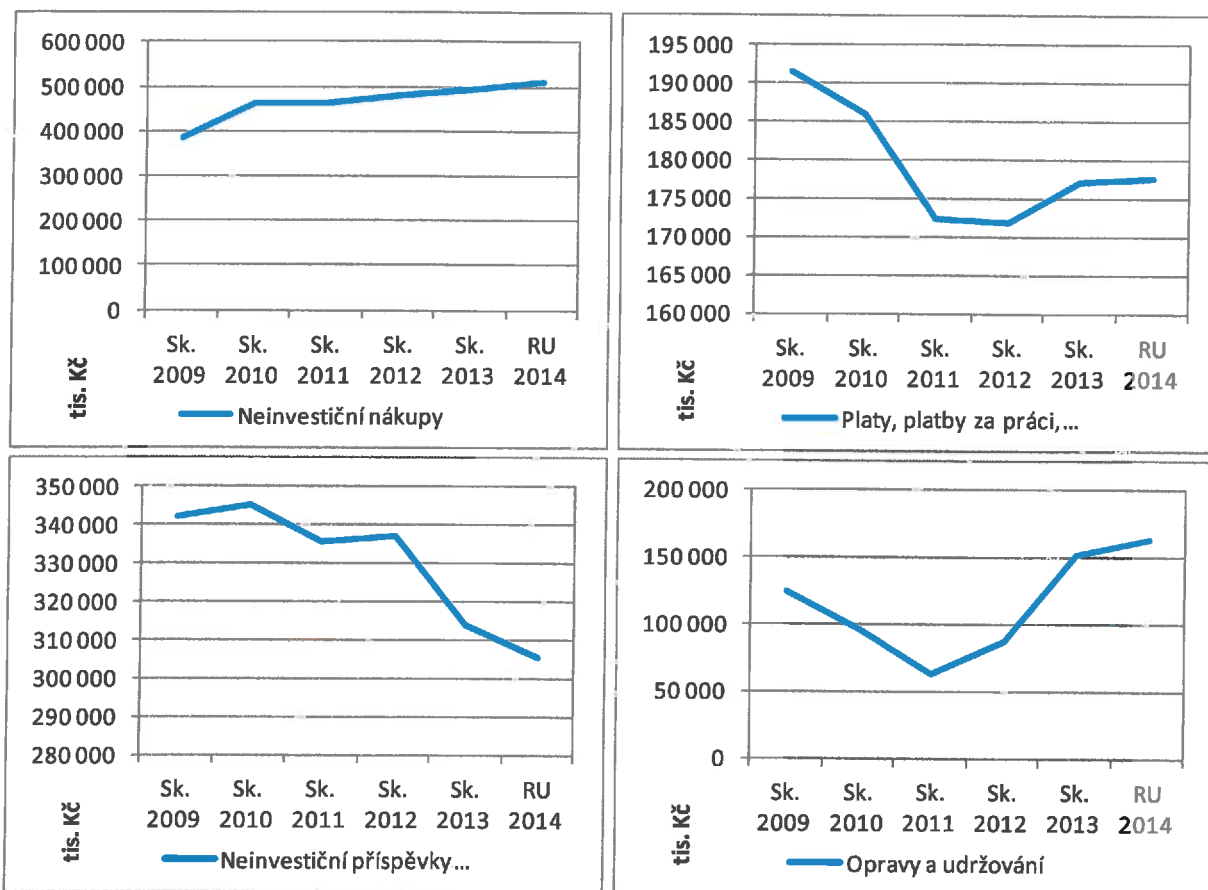 600 000
500 000
400 000
300 000
200 000
100 000
0
tis. Kč
Sk. Sk. Sk. Sk. Sk. RU
2009 2010 2011 2012 2013 2014
Neinvestiční nákupy
195 000
190 000
185 000
180 000
175 000
170 000
165 000
160 000
tis. Kč
Sk. Sk. Sk. Sk. Sk. RU
2009 2010 2011 2012 2013 2014
Platy, platby za práci,...
350 000
340 000
330 000
320 000
310 000
300 000
290 000
280 000
tis. Kč
Sk. Sk. Sk. Sk. Sk. RU
2009 2010 2011 2012 2013 2014
Neinvestiční příspěvky...
200 000
150 000
100 000
50 000
0
tis. Kč
Sk. Sk. Sk. Sk. Sk. RU
2009 2010 2011 2012 2013 2014
Opravy a udržování